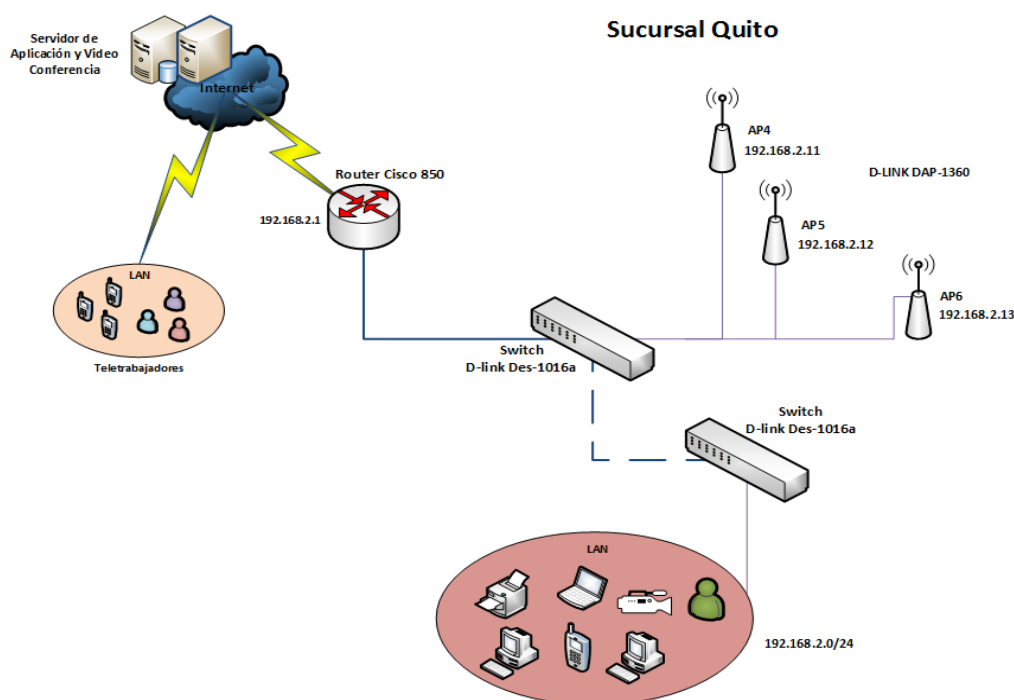 Sucursal Quito
Servidor de
Aplicación y Video
Conferencia
Internet
Router Cisco 850
192.168.2.1
AP4
192.168.2.11
D-LINK DAP-1360
AP5
192.168.2.12
AP6
192.168.2.13
LAN
Teletrabajadores
Switch
D-link Des-1016a
Switch
D-link Des-1016a
LAN
192.168.2.0/24